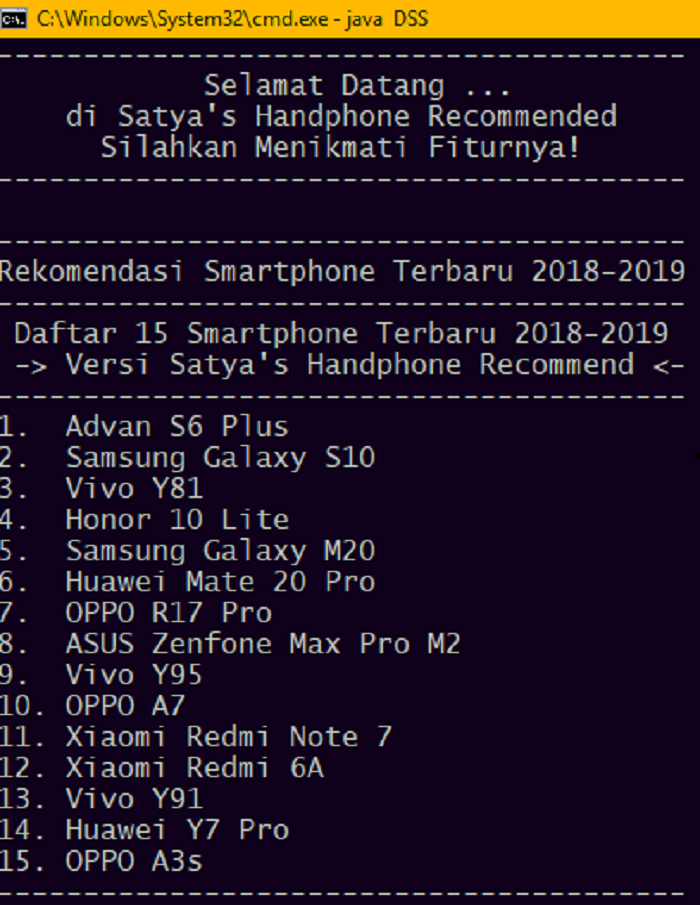 C:\Windows\System32\cmd.exe - java DSS
----------------------------------------
Selamat Datang ...
di Satya's Handphone Recommended
Silahkan Menikmati Fiturnya!
----------------------------------------
----------------------------------------
Rekomendasi Smartphone Terbaru 2018-2019
----------------------------------------
Daftar 15 Smartphone Terbaru 2018-2019
-> Versi Satya's Handphone Recommend <-
----------------------------------------
1. Advan S6 Plus
2. Samsung Galaxy S10
3. Vivo Y81
4. Honor 10 Lite
5. Samsung Galaxy M20
6. Huawei Mate 20 Pro
7. OPPO R17 Pro
8. ASUS Zenfone Max Pro M2
9. Vivo Y95
10. OPPO A7
11. Xiaomi Redmi Note 7
12. Xiaomi Redmi 6A
13. Vivo Y91
14. Huawei Y7 Pro
15. OPPO A3s
----------------------------------------